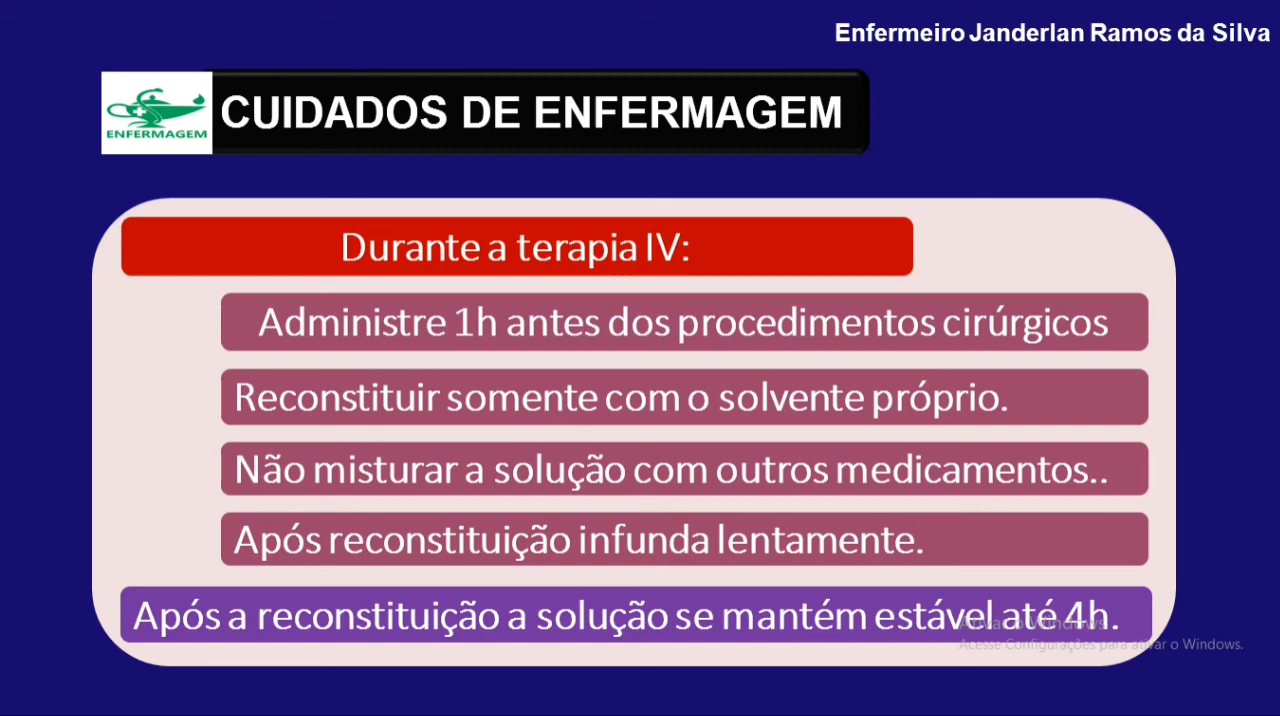 Enfermeiro Janderlan Ramos da Silva
ENFERMAGEM
CUIDADOS DE ENFERMAGEM
Durante a terapia IV:
Administre 1h antes dos procedimentos cirúrgicos
Reconstituir somente com o solvente próprio.
Não misturar a solução com outros medicamentos..
Após reconstituição infunda lentamente.
Após a reconstituição a solução se mantém estável até 4h.
Ativar o Windows
Acesse Configurações para ativar o Windows.